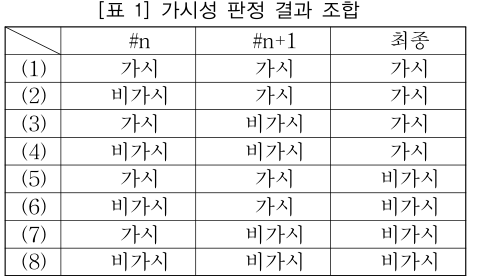 [표 1] 가시성 판정 결과 조합
#n #n+1 최종
(1) 가시 가시 가시
(2) 비가시 가시 가시
(3) 가시 비가시 가시
(4) 비가시 비가시 가시
(5) 가시 가시 비가시
(6) 비가시 가시 비가시
(7) 가시 비가시 비가시
(8) 비가시 비가시 비가시